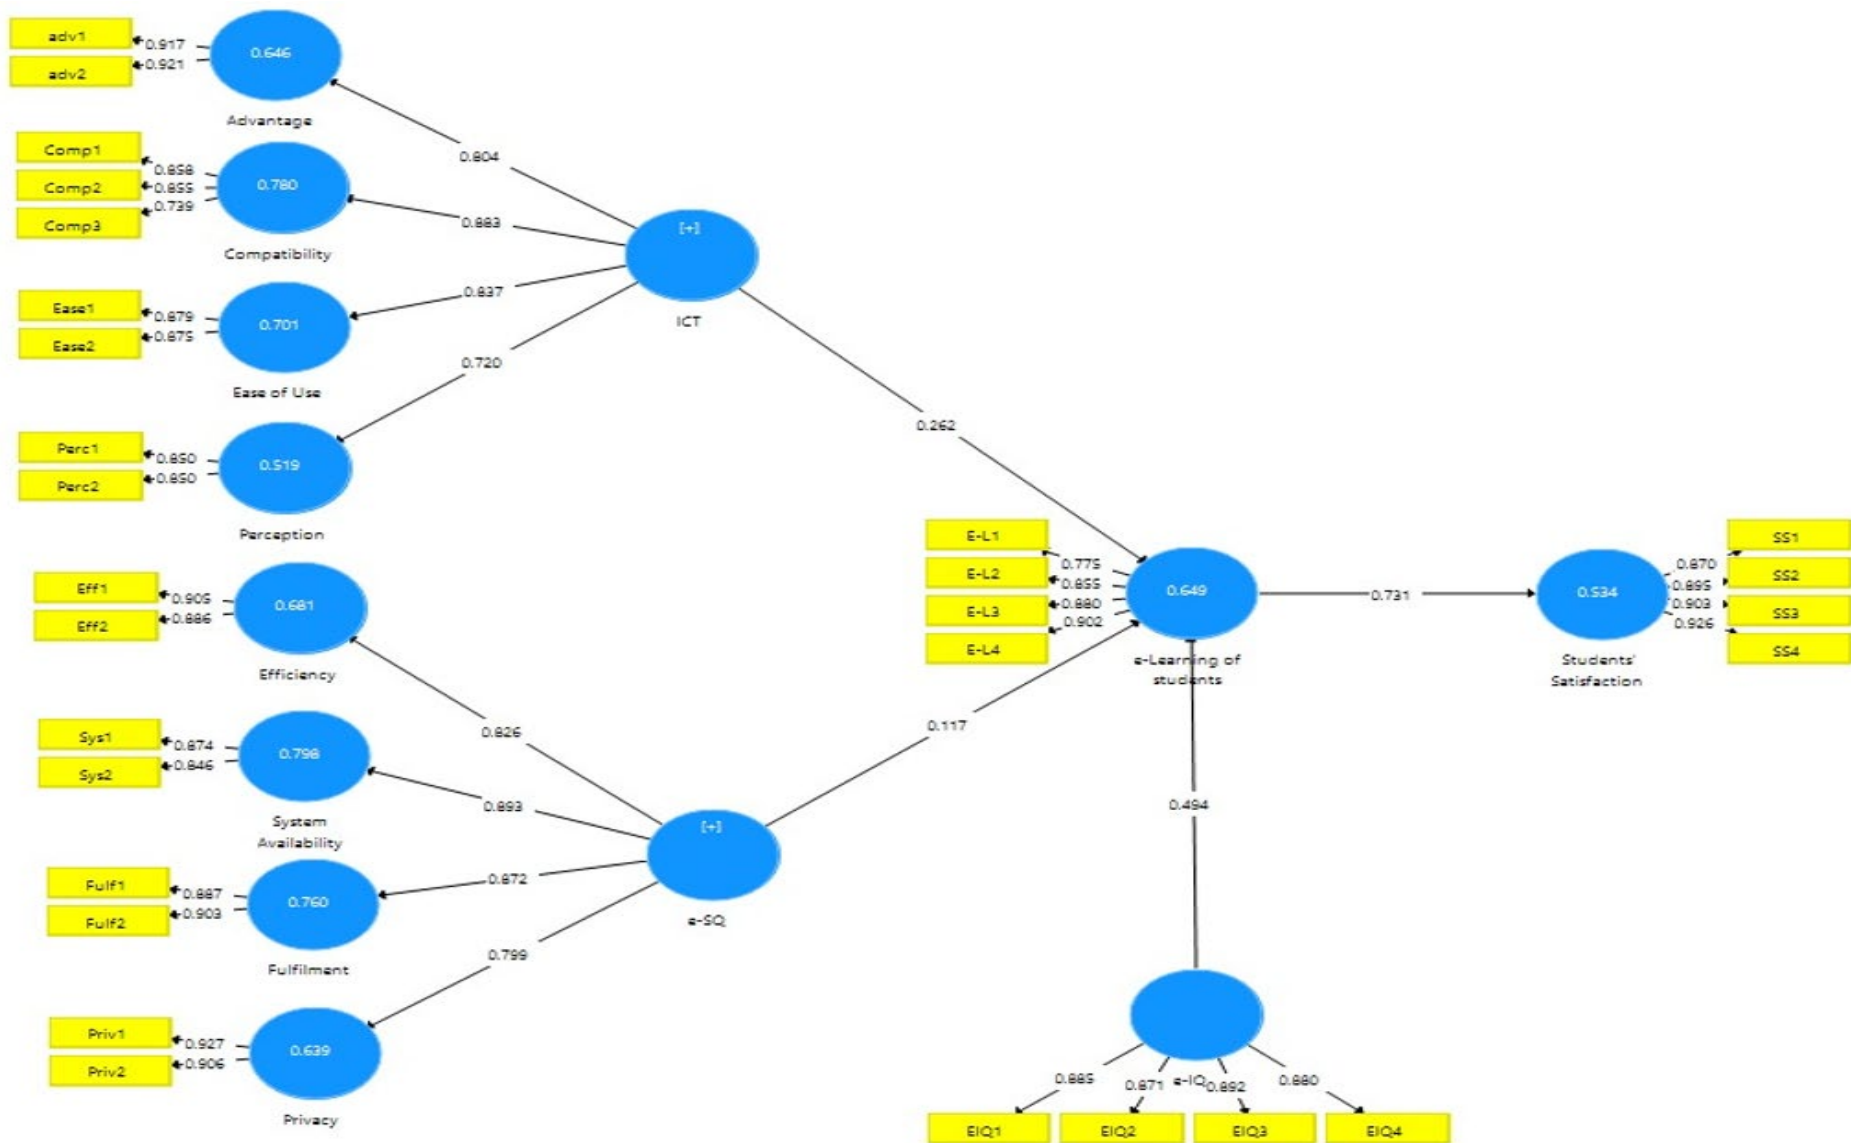 adv1
0.917
adv2
0.921
0.646
Advantage
0.804
Comp1
0.858
Comp2
0.855
Comp3
0.739
0.780
Compatibility
0.883
[+]
ICT
Ease1
0.879
Ease2
0.875
0.701
Ease of Use
0.837
Perc1
0.850
Perc2
0.850
0.519
Perception
0.720
0.262
Eff1
0.905
Eff2
0.886
0.681
Efficiency
0.826
Sys1
0.874
Sys2
0.846
0.798
System
Availability
0.893
[+]
e-SQ
Fulf1
0.887
Fulf2
0.903
0.760
Fulfilment
0.872
Priv1
0.927
Priv2
0.906
0.639
Privacy
0.799
0.117
E-L1
0.775
E-L2
0.855
E-L3
0.880
E-L4
0.902
0.649
e-Learning of
students
0.731
0.534
Students'
Satisfaction
0.870
SS1
0.895
SS2
0.903
SS3
0.926
SS4
0.494
e-IQ
0.885
0.871
0.892
0.880
EIQ1
EIQ2
EIQ3
EIQ4